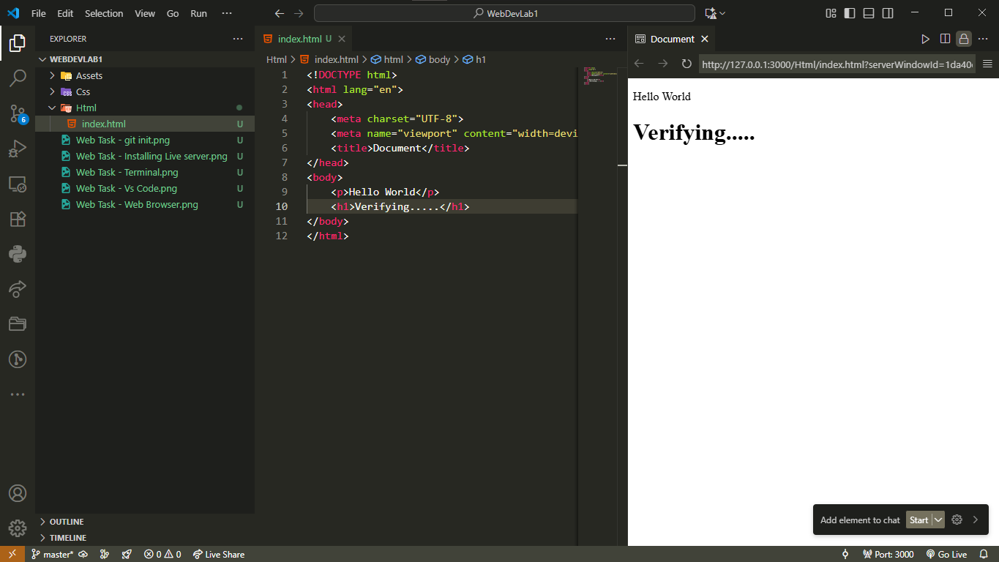 File Edit Selection View Go Run ··· WebDevLab1
EXPLORER ···
WEBDEVLAB1
Assets
Css
Html
index.html U
Web Task - git init.png U
Web Task - Installing Live server.png U
Web Task - Terminal.png U
Web Task - Vs Code.png U
Web Task - Web Browser.png U
OUTLINE
TIMELINE
6
index.html U
Html > index.html > html > body > h1
1 <!DOCTYPE html>
2 <html lang="en">
3 <head>
4 <meta charset="UTF-8">
5 <meta name="viewport" content="width=devi
6 <title>Document</title>
7 </head>
8 <body>
9 <p>Hello World</p>
10 <h1>Verifying.....</h1>
11 </body>
12 </html>
Document
http://127.0.0.1:3000/Html/index.html?serverWindowId=1da40
Hello World
Verifying.....
Add element to chat Start
master* 0 0 Live Share Port: 3000 Go Live